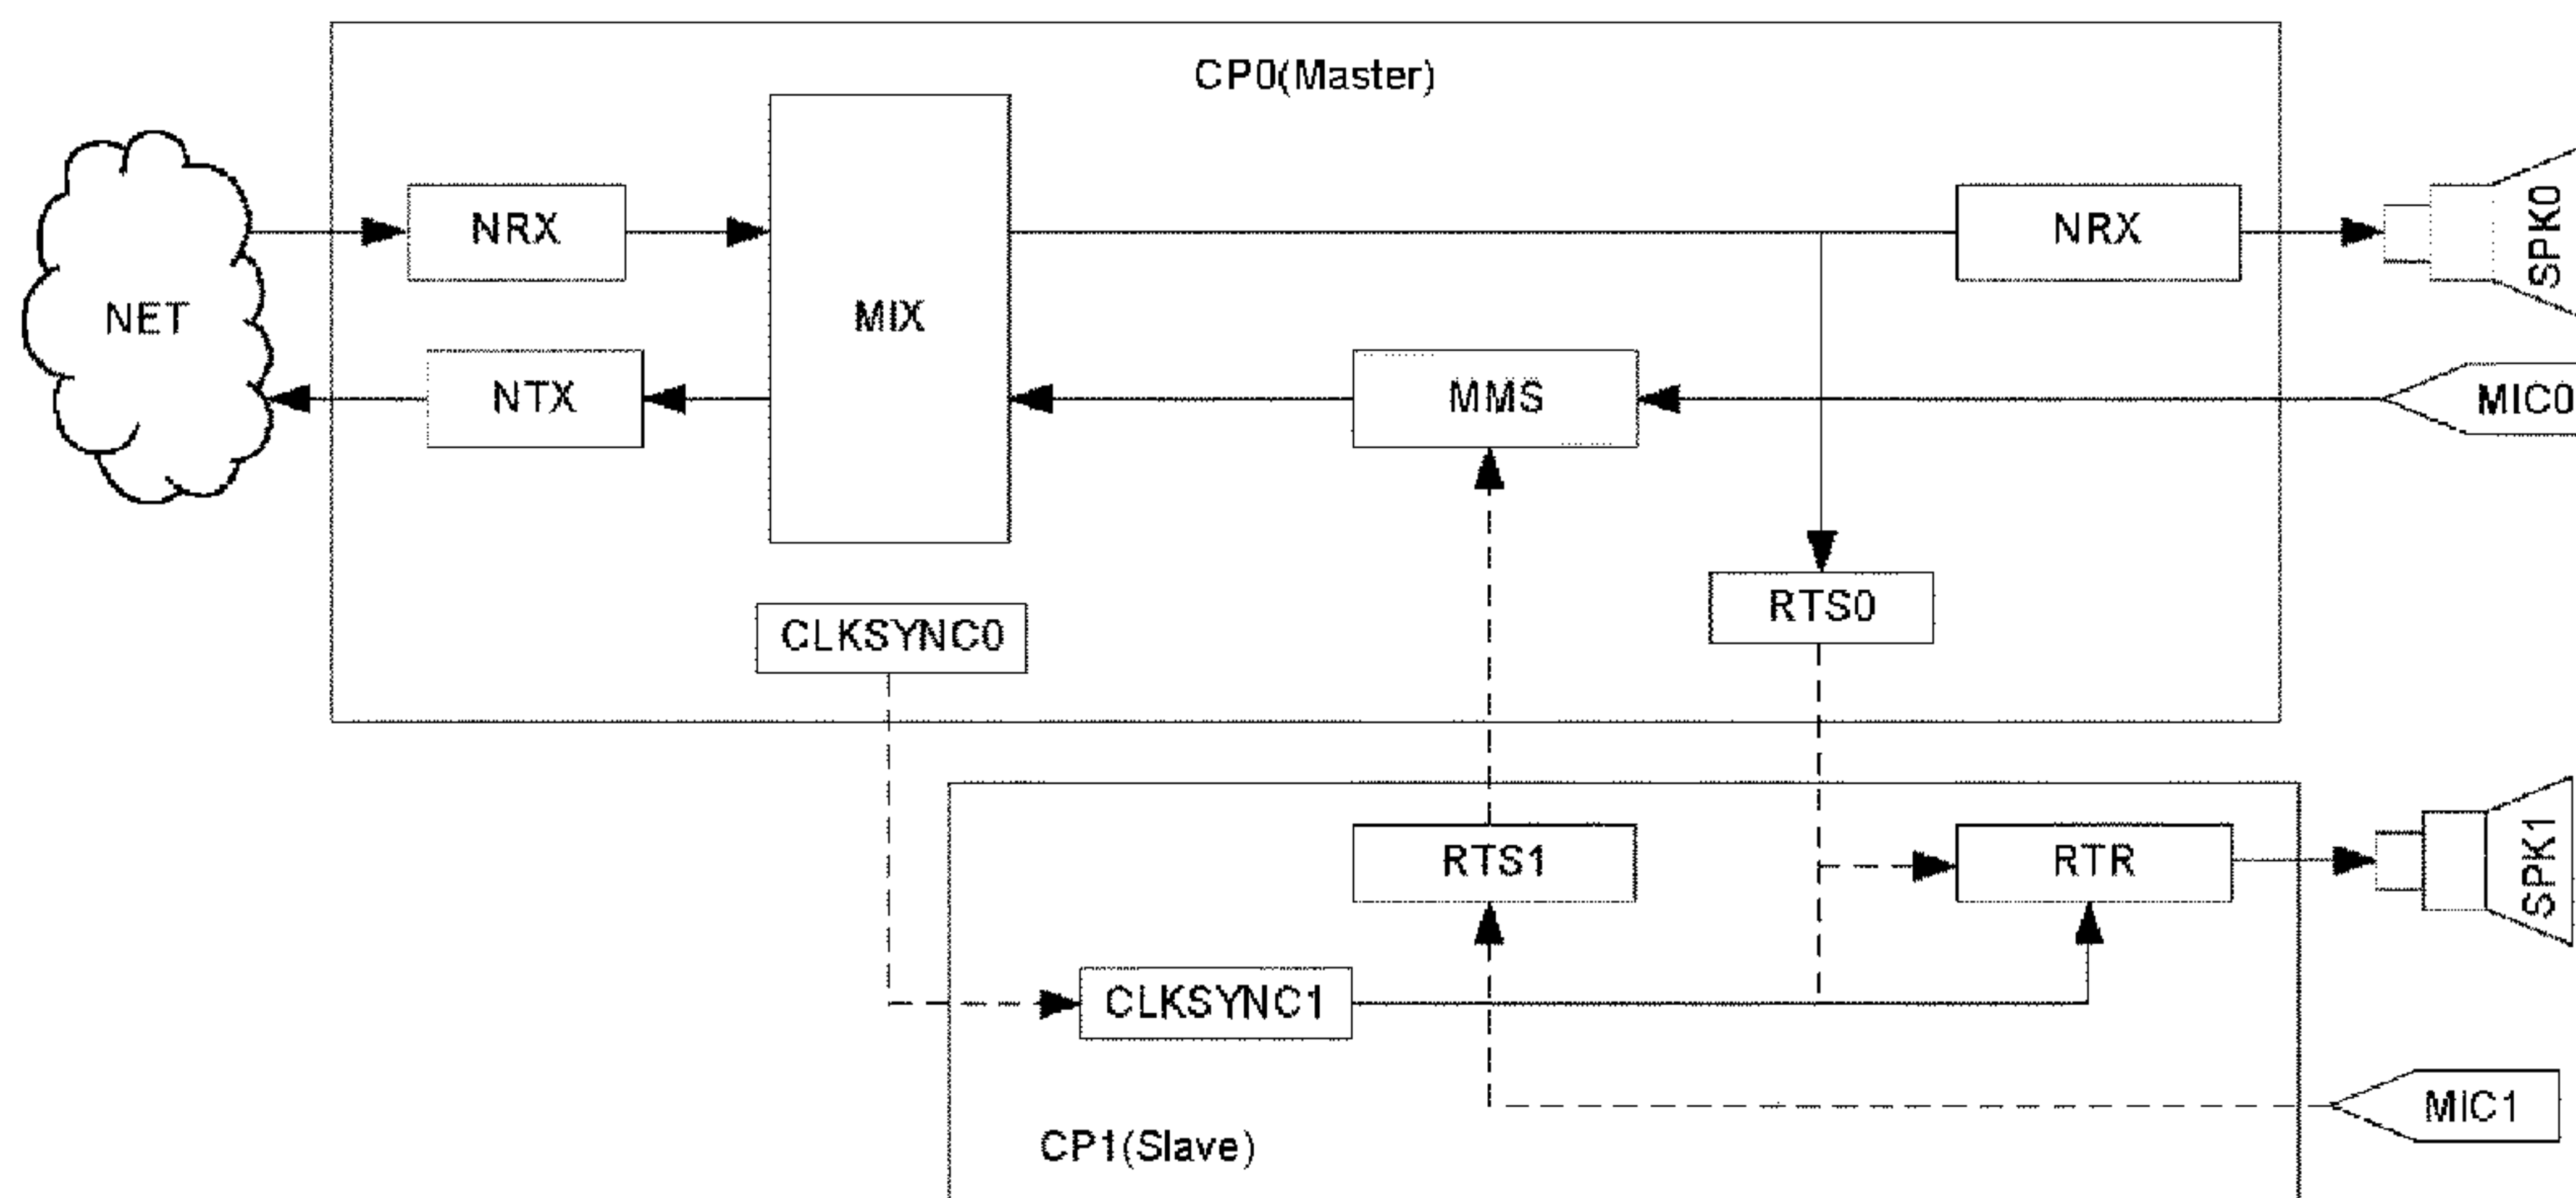 CP0(Master)
NRX
NRX
SPK0
NET
MIX
NTX
MMS
MIC0
RTS0
CLKSYNC0
RTS1
RTR
SPK1
CLKSYNC1
MIC1
CP1(Slave)